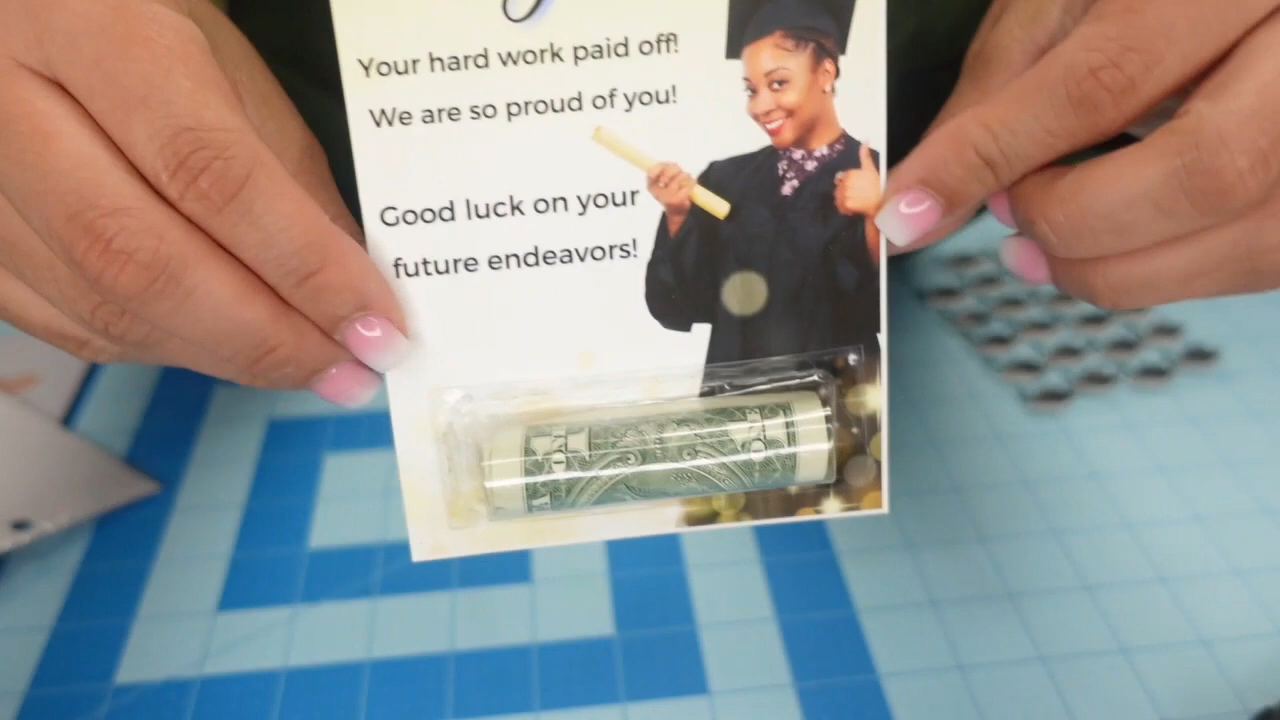 Your hard work paid off!
We are so proud of you!
Good luck on your
future endeavors!